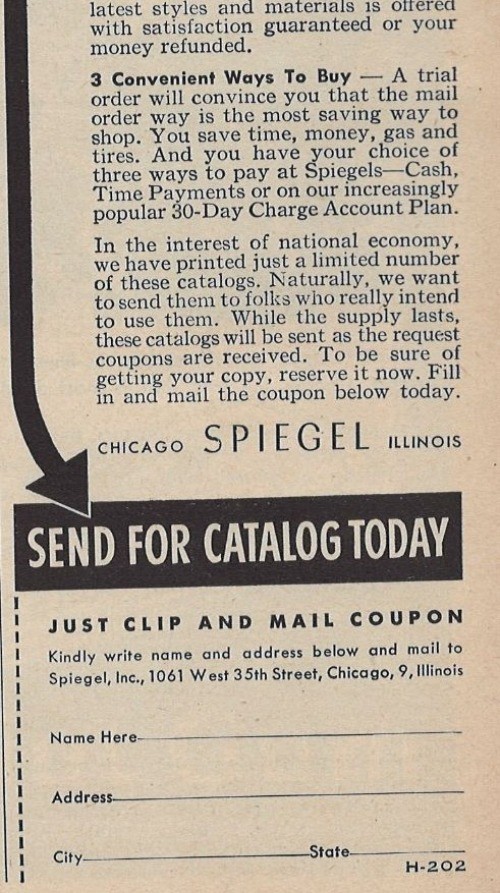 latest styles and materials is offered
with satisfaction guaranteed or your
money refunded.
3 Convenient Ways To Buy — A trial
order will convince you that the mail
order way is the most saving way to
shop. You save time, money, gas and
tires. And you have your choice of
three ways to pay at Spiegels—Cash,
Time Payments or on our increasingly
popular 30-Day Charge Account Plan.
In the interest of national economy,
we have printed just a limited number
of these catalogs. Naturally, we want
to send them to folks who really intend
to use them. While the supply lasts,
these catalogs will be sent as the request
coupons are received. To be sure of
getting your copy, reserve it now. Fill
in and mail the coupon below today.
CHICAGO SPIEGEL ILLINOIS
SEND FOR CATALOG TODAY
JUST CLIP AND MAIL COUPON
Kindly write name and address below and mail to
Spiegel, Inc., 1061 West 35th Street, Chicago, 9, Illinois
Name Here
Address
City State
H-202